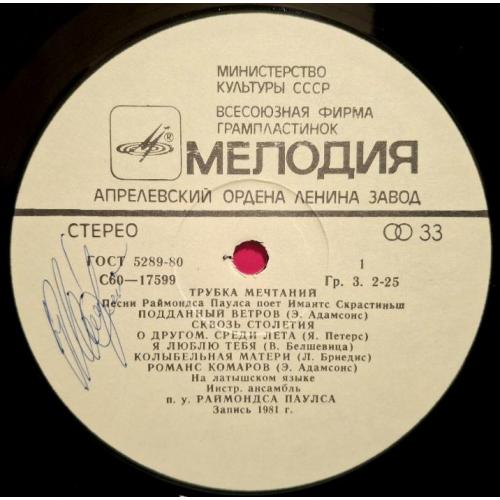 МИНИСТЕРСТВО
КУЛЬТУРЫ СССР
ВСЕСОЮЗНАЯ ФИРМА
ГРАМПЛАСТИНОК
®
МЕЛОДИЯ
АПРЕЛЕВСКИЙ ОРДЕНА ЛЕНИНА ЗАВОД
СТЕРЕО
33
ГОСТ 5289-80
1
С60—17599
Гр. 3. 2-25
ТРУБКА МЕЧТАНИЙ
Песни Раймондса Паулса поет Имантс Скрастиньш
ПОДДАННЫЙ ВЕТРОВ (Э. Адамсонс)
СКВОЗЬ СТОЛЕТИЯ
О ДРУГОМ, СРЕДИ ЛЕТА (Я. Петерс)
Я ЛЮБЛЮ ТЕБЯ (В. Белшевица)
КОЛЫБЕЛЬНАЯ МАТЕРИ (Л. Бриедис)
РОМАНС КОМАРОВ (Э. Адамсонс)
На латышском языке
Инстр. ансамбль
п. у. РАЙМОНДСА ПАУЛСА
Запись 1981 г.